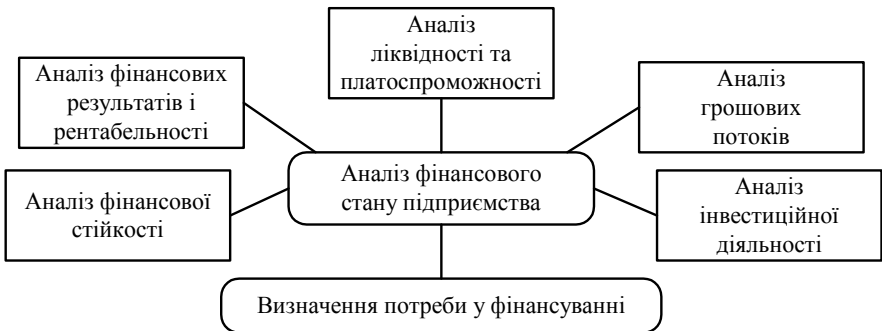 Аналіз
ліквідності та
платоспроможності
Аналіз фінансових
результатів і
рентабельності
Аналіз
грошових
потоків
Аналіз фінансового
стану підприємства
Аналіз фінансової
стійкості
Аналіз
інвестиційної
діяльності
Визначення потреби у фінансуванні